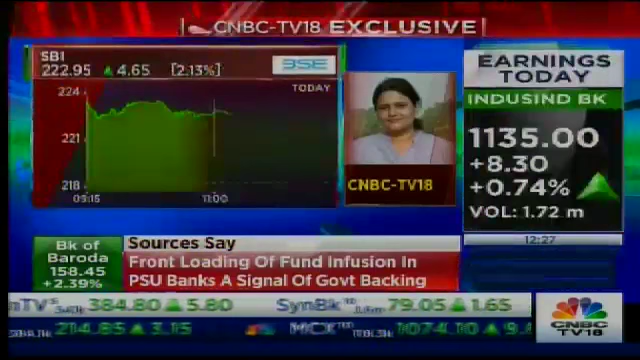 CNBC-TV18 EXCLUSIVE
SBI
222.95 ▲ 4.65 [2.13%]
BSE
TODAY
224
221
218
09:15 11:00
CNBC-TV18
EARNINGS
TODAY
INDUSIND BK
1135.00
+8.30
+0.74%
VOL: 1.72 m
12:27
Bk of
Baroda
158.45
+2.39%
Sources Say
Front Loading Of Fund Infusion In
PSU Banks A Signal Of Govt Backing
384.80 ▲ 5.80 SynBk 79.05 ▲ 1.65
214.85 ▲ 3.15 MCX 1074.10 ▲
CNBC
TV18